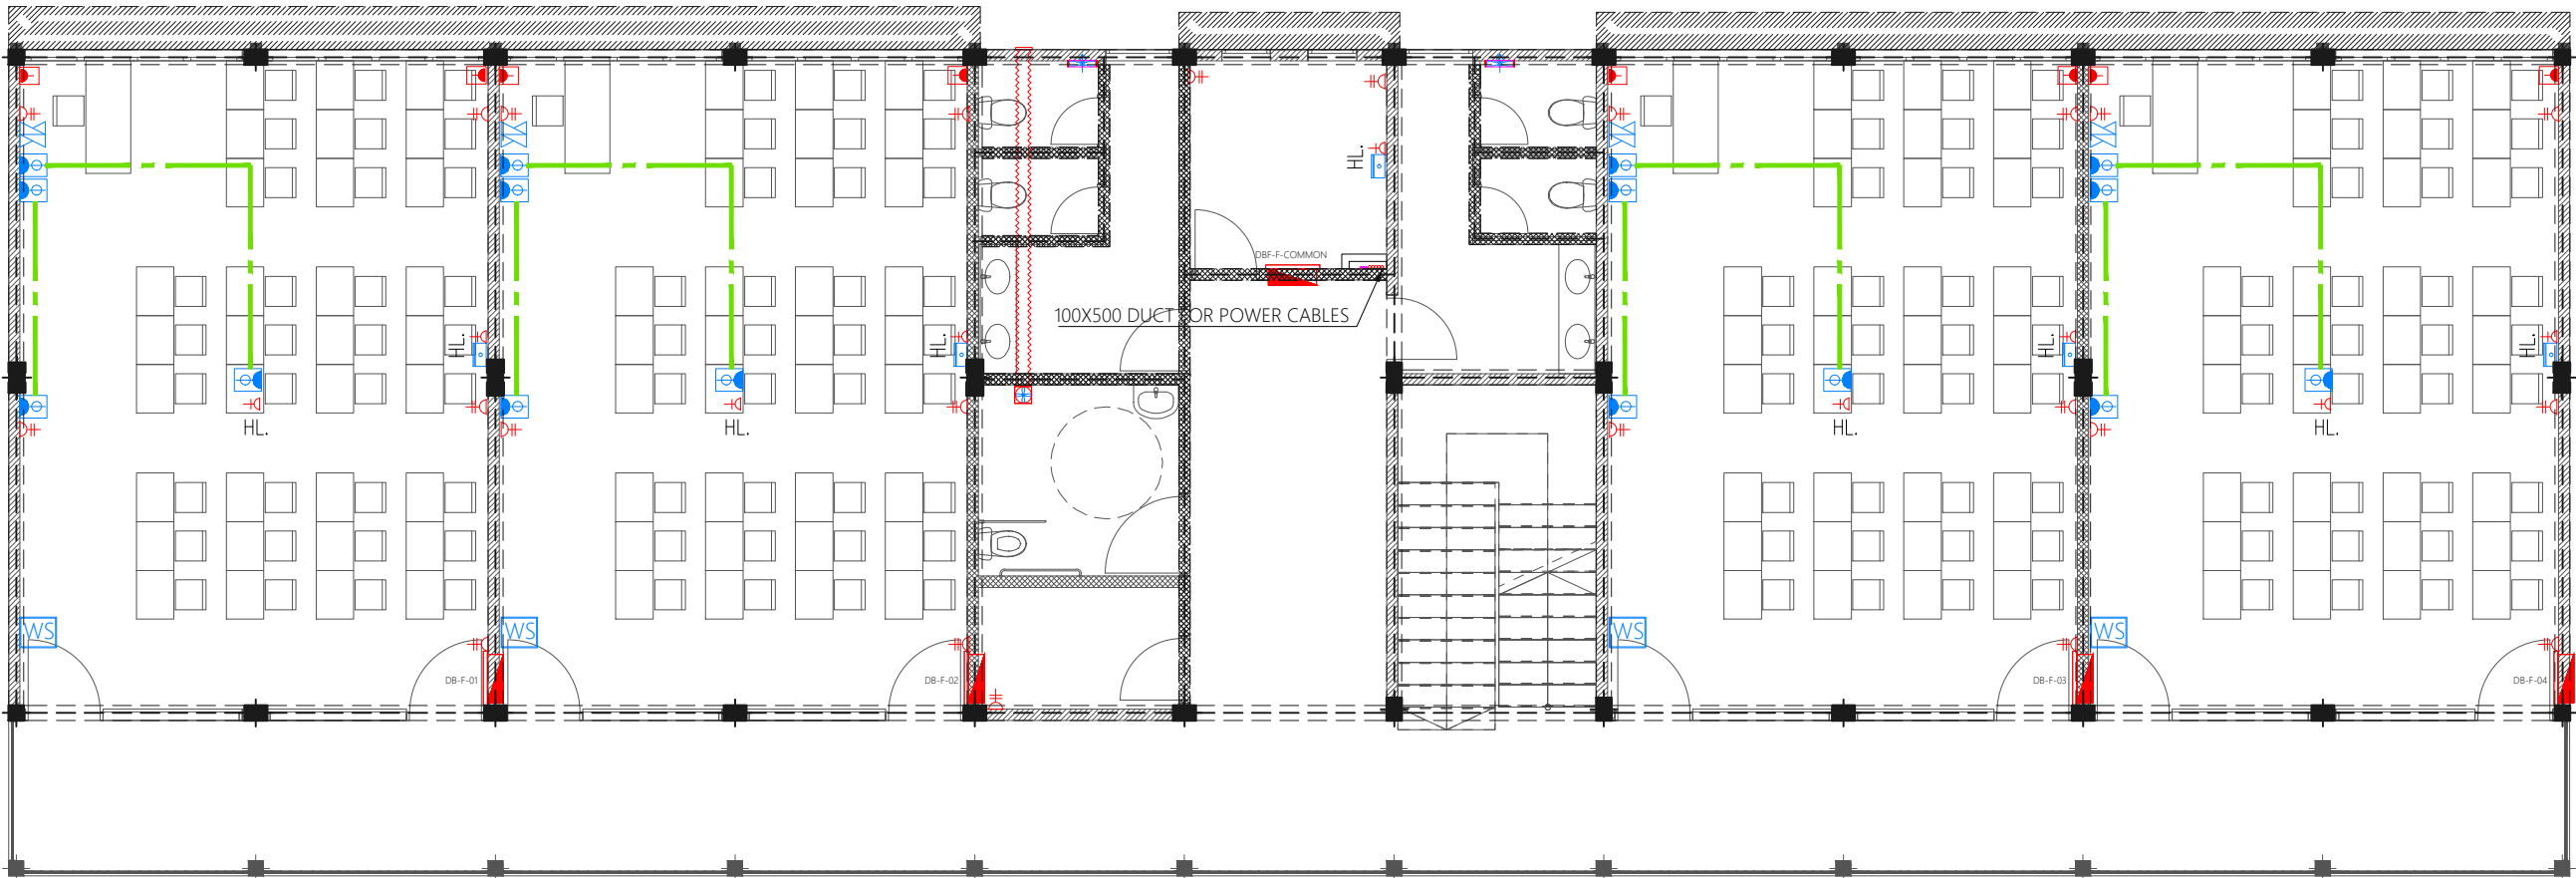 HL.
DBF-F-COMMON
100X500 DUCT FOR POWER CABLES
HL.
HL.
HL.
HL.
HL.
HL.
HL.
HL.
WS
WS
WS
WS
DB-F-01
DB-F-02
DB-F-03
DB-F-04